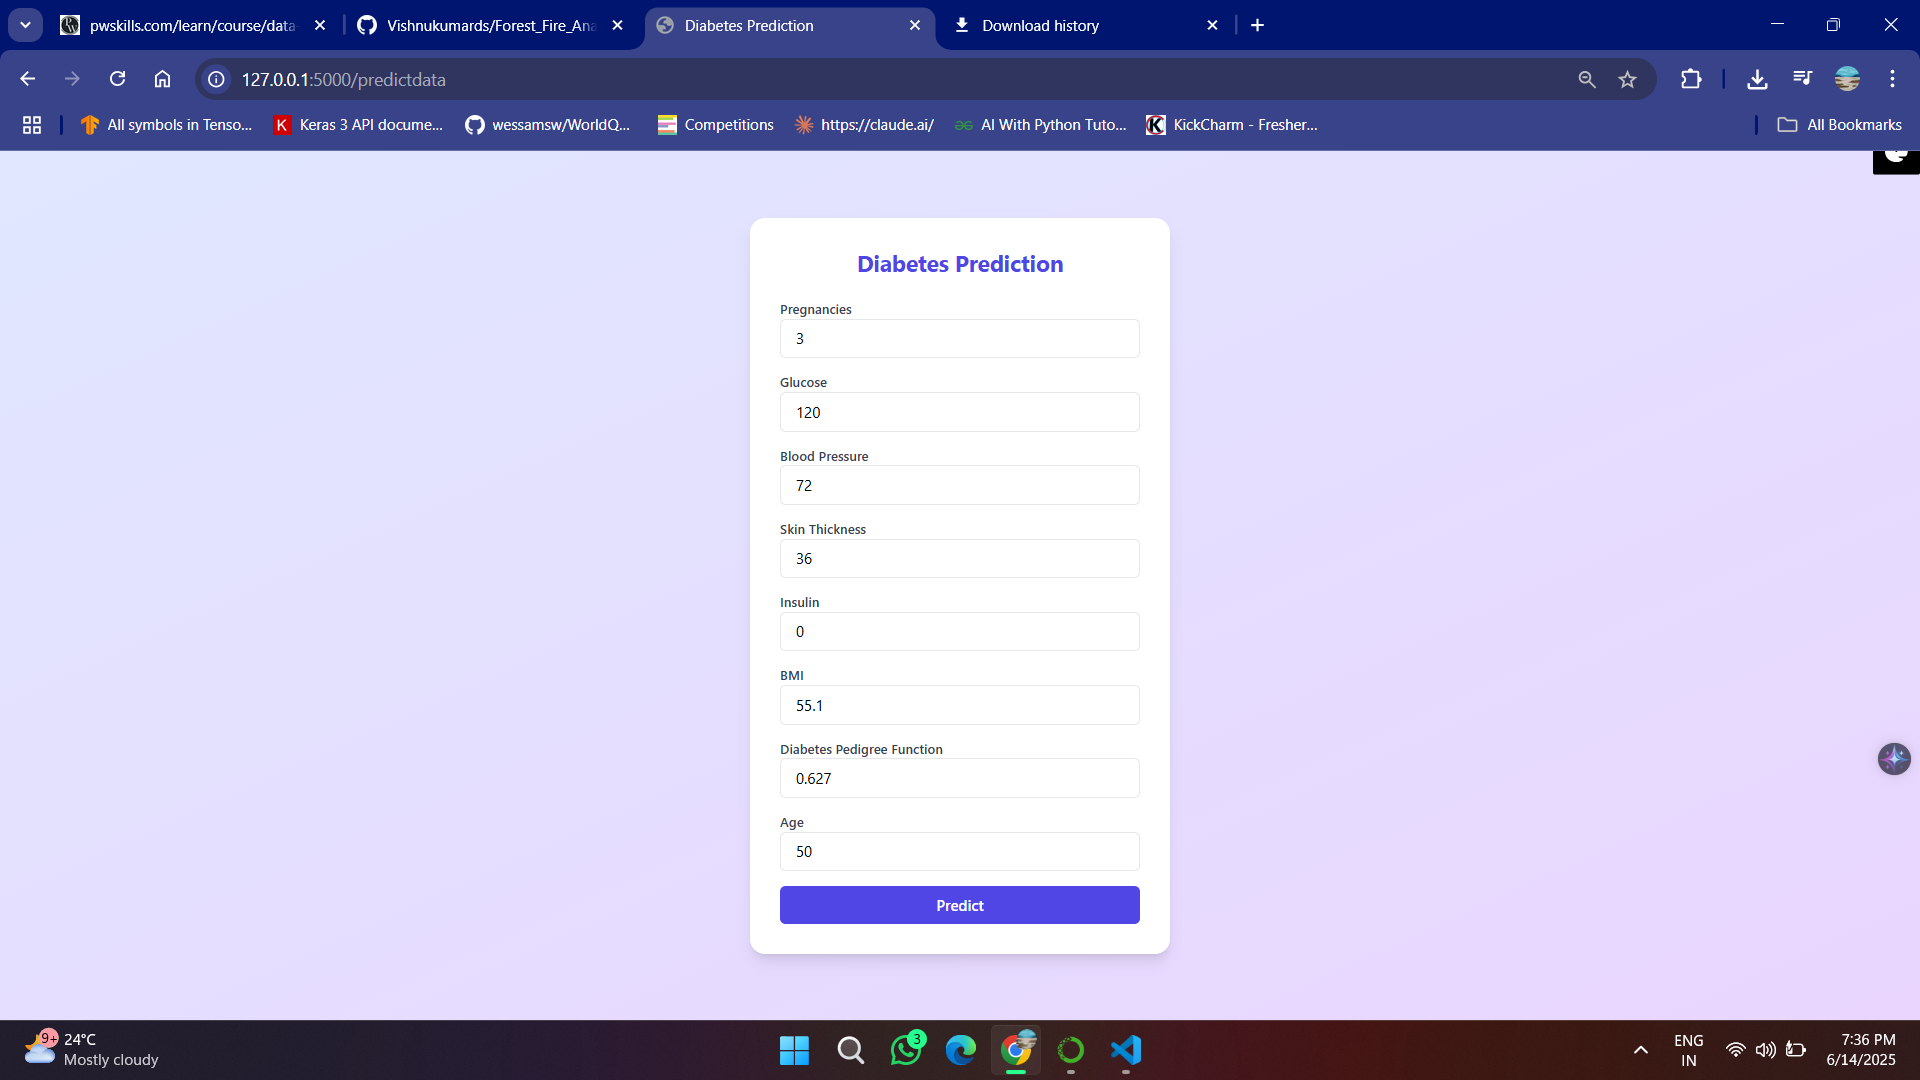 pwskills.com/learn/course/data-
Vishnukumards/Forest_Fire_Ana
Diabetes Prediction
Download history
127.0.0.1:5000/predictdata
All symbols in Tenso...
K Keras 3 API docume...
wessamsw/WorldQ...
Competitions
https://claude.ai/
AI With Python Tuto...
KickCharm - Fresher...
All Bookmarks
Diabetes Prediction
Pregnancies
3
Glucose
120
Blood Pressure
72
Skin Thickness
36
Insulin
0
BMI
55.1
Diabetes Pedigree Function
0.627
Age
50
Predict
9+
24°C
Mostly cloudy
3
ENG
IN
7:36 PM
6/14/2025